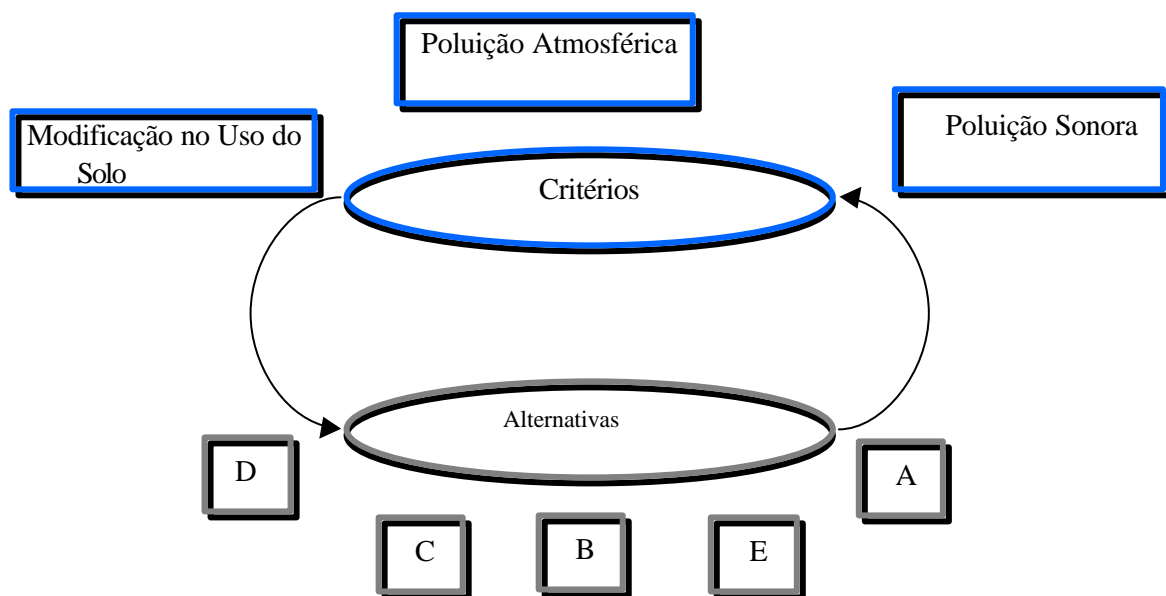 Poluição Atmosférica
Modificação no Uso do
Solo
Poluição Sonora
Critérios
Alternativas
D
A
C
B
E